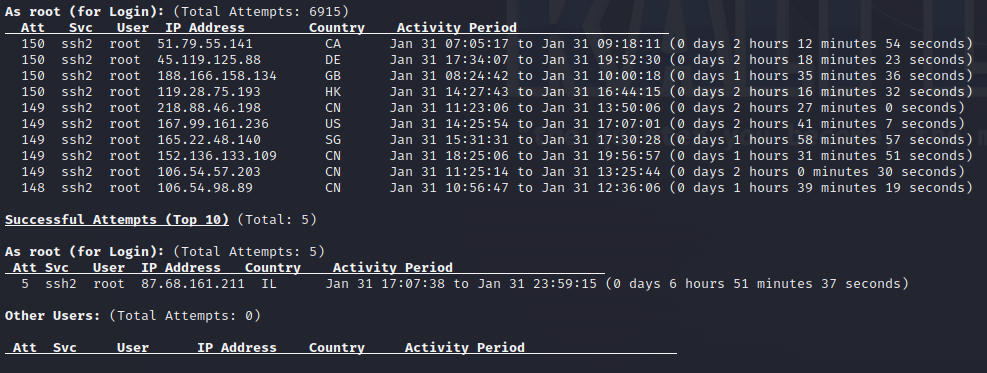 As root (for Login): (Total Attempts: 6915)
Att Svc User IP Address Country Activity Period
150 ssh2 root 51.79.55.141 CA Jan 31 07:05:17 to Jan 31 09:18:11 (0 days 2 hours 12 minutes 54 seconds)
150 ssh2 root 45.119.125.88 DE Jan 31 17:34:07 to Jan 31 19:52:30 (0 days 2 hours 18 minutes 23 seconds)
150 ssh2 root 188.166.158.134 GB Jan 31 08:24:42 to Jan 31 10:00:18 (0 days 1 hours 35 minutes 36 seconds)
150 ssh2 root 119.28.75.193 HK Jan 31 14:27:43 to Jan 31 16:44:15 (0 days 2 hours 16 minutes 32 seconds)
149 ssh2 root 218.88.46.198 CN Jan 31 11:23:06 to Jan 31 13:50:06 (0 days 2 hours 27 minutes 0 seconds)
149 ssh2 root 167.99.161.236 US Jan 31 14:25:54 to Jan 31 17:07:01 (0 days 2 hours 41 minutes 7 seconds)
149 ssh2 root 165.22.48.140 SG Jan 31 15:31:31 to Jan 31 17:30:28 (0 days 1 hours 58 minutes 57 seconds)
149 ssh2 root 152.136.133.109 CN Jan 31 18:25:06 to Jan 31 19:56:57 (0 days 1 hours 31 minutes 51 seconds)
149 ssh2 root 106.54.57.203 CN Jan 31 11:25:14 to Jan 31 13:25:44 (0 days 2 hours 0 minutes 30 seconds)
148 ssh2 root 106.54.98.89 CN Jan 31 10:56:47 to Jan 31 12:36:06 (0 days 1 hours 39 minutes 19 seconds)
Successful Attempts (Top 10) (Total: 5)
As root (for Login): (Total Attempts: 5)
Att Svc User IP Address Country Activity Period
5 ssh2 root 87.68.161.211 IL Jan 31 17:07:38 to Jan 31 23:59:15 (0 days 6 hours 51 minutes 37 seconds)
Other Users: (Total Attempts: 0)
Att Svc User IP Address Country Activity Period